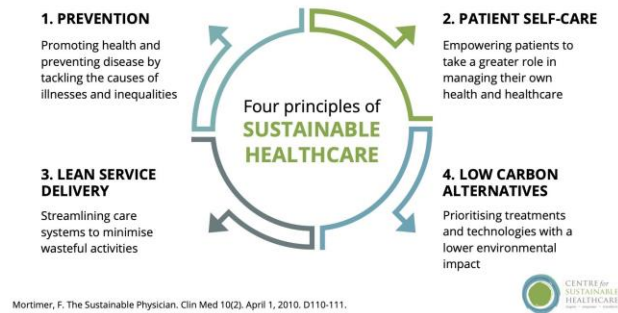 1. PREVENTION
Promoting health and
preventing disease by
tackling the causes of
illnesses and inequalities
2. PATIENT SELF-CARE
Empowering patients to
take a greater role in
managing their own
health and healthcare
Four principles of
SUSTAINABLE
HEALTHCARE
3. LEAN SERVICE
DELIVERY
Streamlining care
systems to minimise
wasteful activities
4. LOW CARBON
ALTERNATIVES
Prioritising treatments
and technologies with a
lower environmental
impact
Mortimer, F. The Sustainable Physician. Clin Med 10(2). April 1, 2010. D110-111.
CENTRE for
SUSTAINABLE
HEALTHCARE